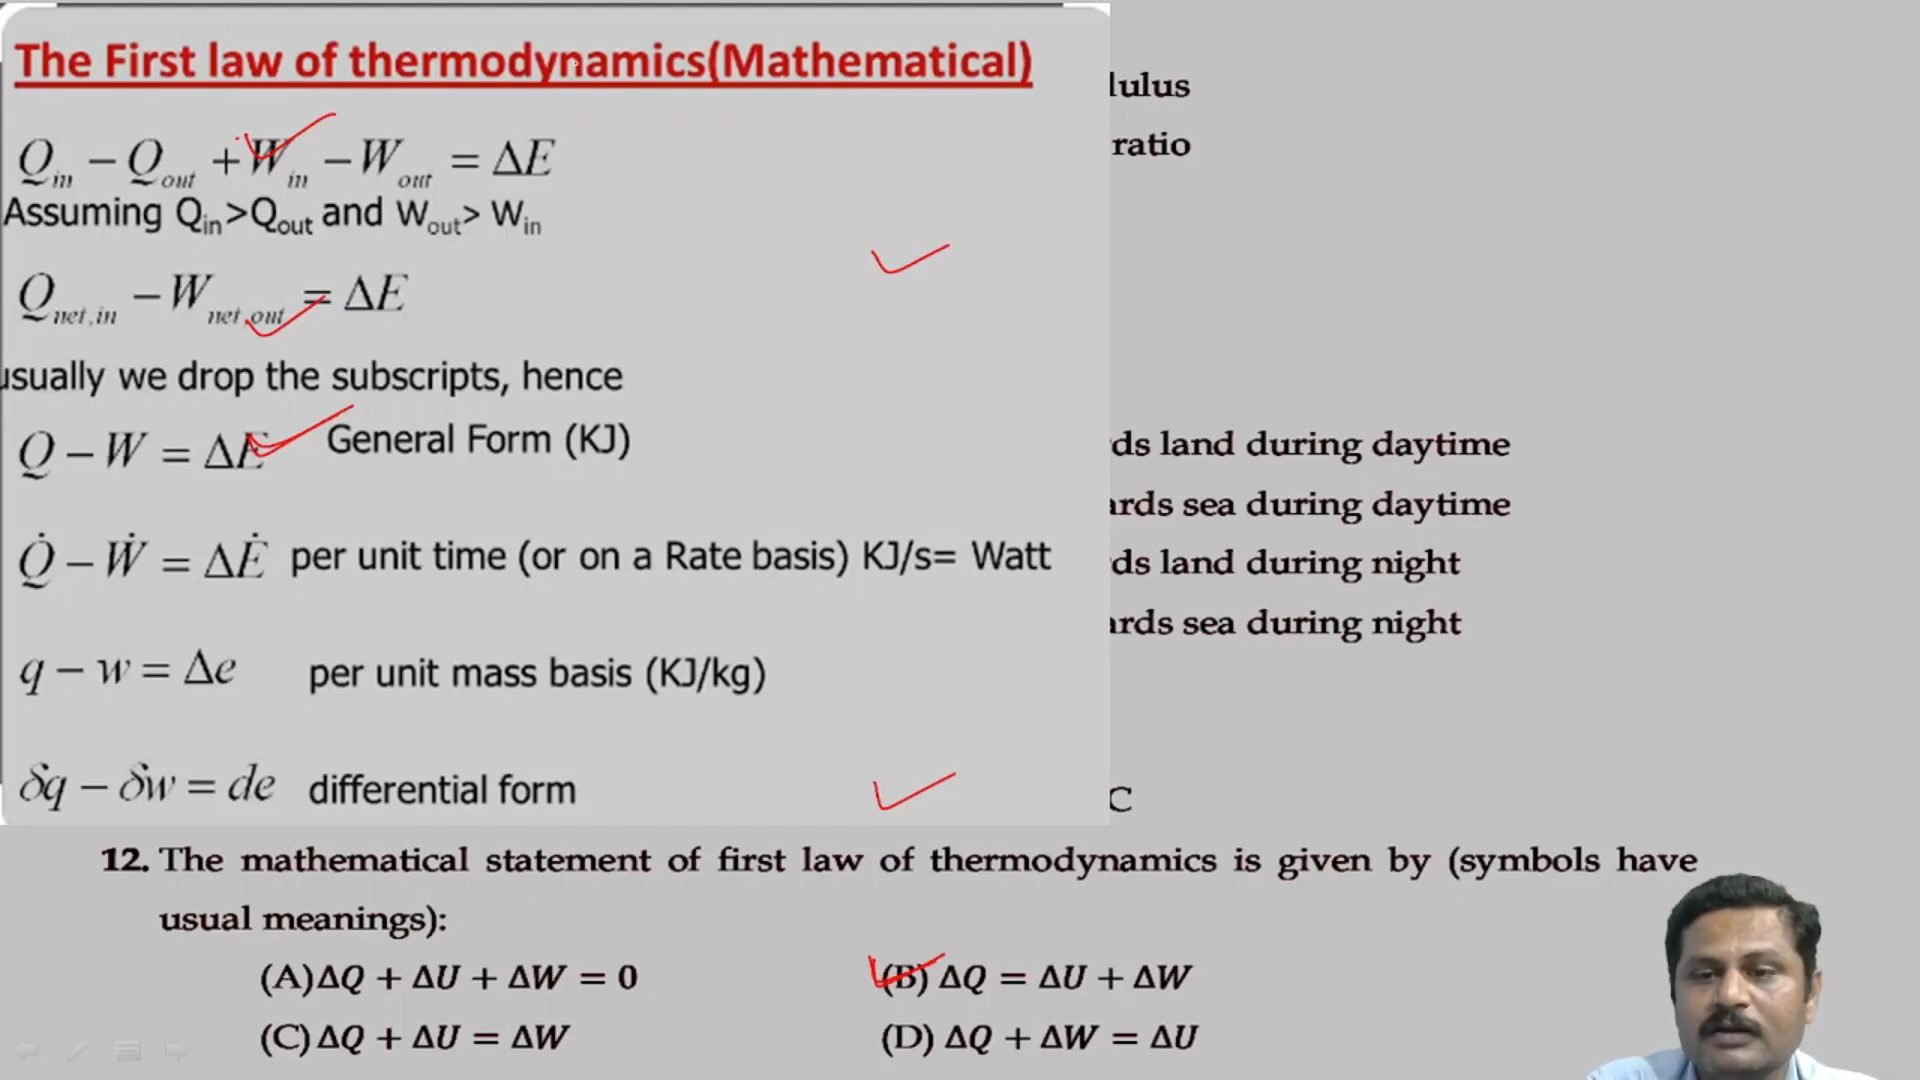 The First law of thermodynamics(Mathematical)
Q_in − Q_out + W_in − W_out = ΔE
Assuming Q_in>Q_out and W_out> W_in
Q_net,in − W_net,out = ΔE
usually we drop the subscripts, hence
Q − W = ΔE General Form (KJ)
Q̇ − Ẇ = ΔĖ per unit time (or on a Rate basis) KJ/s= Watt
q − w = Δe per unit mass basis (KJ/kg)
δq − δw = de differential form
lulus
ratio
ds land during daytime
ards sea during daytime
ds land during night
ards sea during night
C
12. The mathematical statement of first law of thermodynamics is given by (symbols have
usual meanings):
(A)ΔQ + ΔU + ΔW = 0
(B) ΔQ = ΔU + ΔW
(C)ΔQ + ΔU = ΔW
(D) ΔQ + ΔW = ΔU